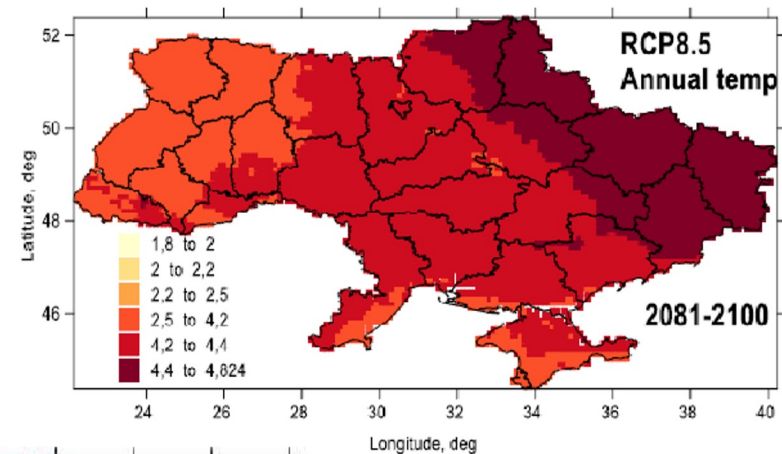 RCP8.5
Annual temp
52
50
48
46
Latitude, deg
1,8 to 2
2 to 2,2
2,2 to 2,5
2,5 to 4,2
4,2 to 4,4
4,4 to 4,824
2081-2100
24 26 28 30 32 34 36 38 40
Longitude, deg